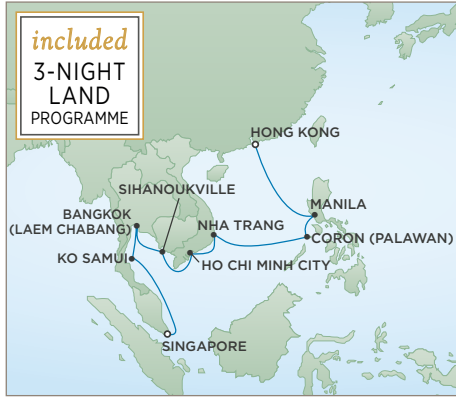 included
3-NIGHT
LAND
PROGRAMME
HONG KONG
SIHANOUKVILLE
MANILA
BANGKOK
(LAEM CHABANG)
NHA TRANG
CORON (PALAWAN)
KO SAMUI
HO CHI MINH CITY
SINGAPORE